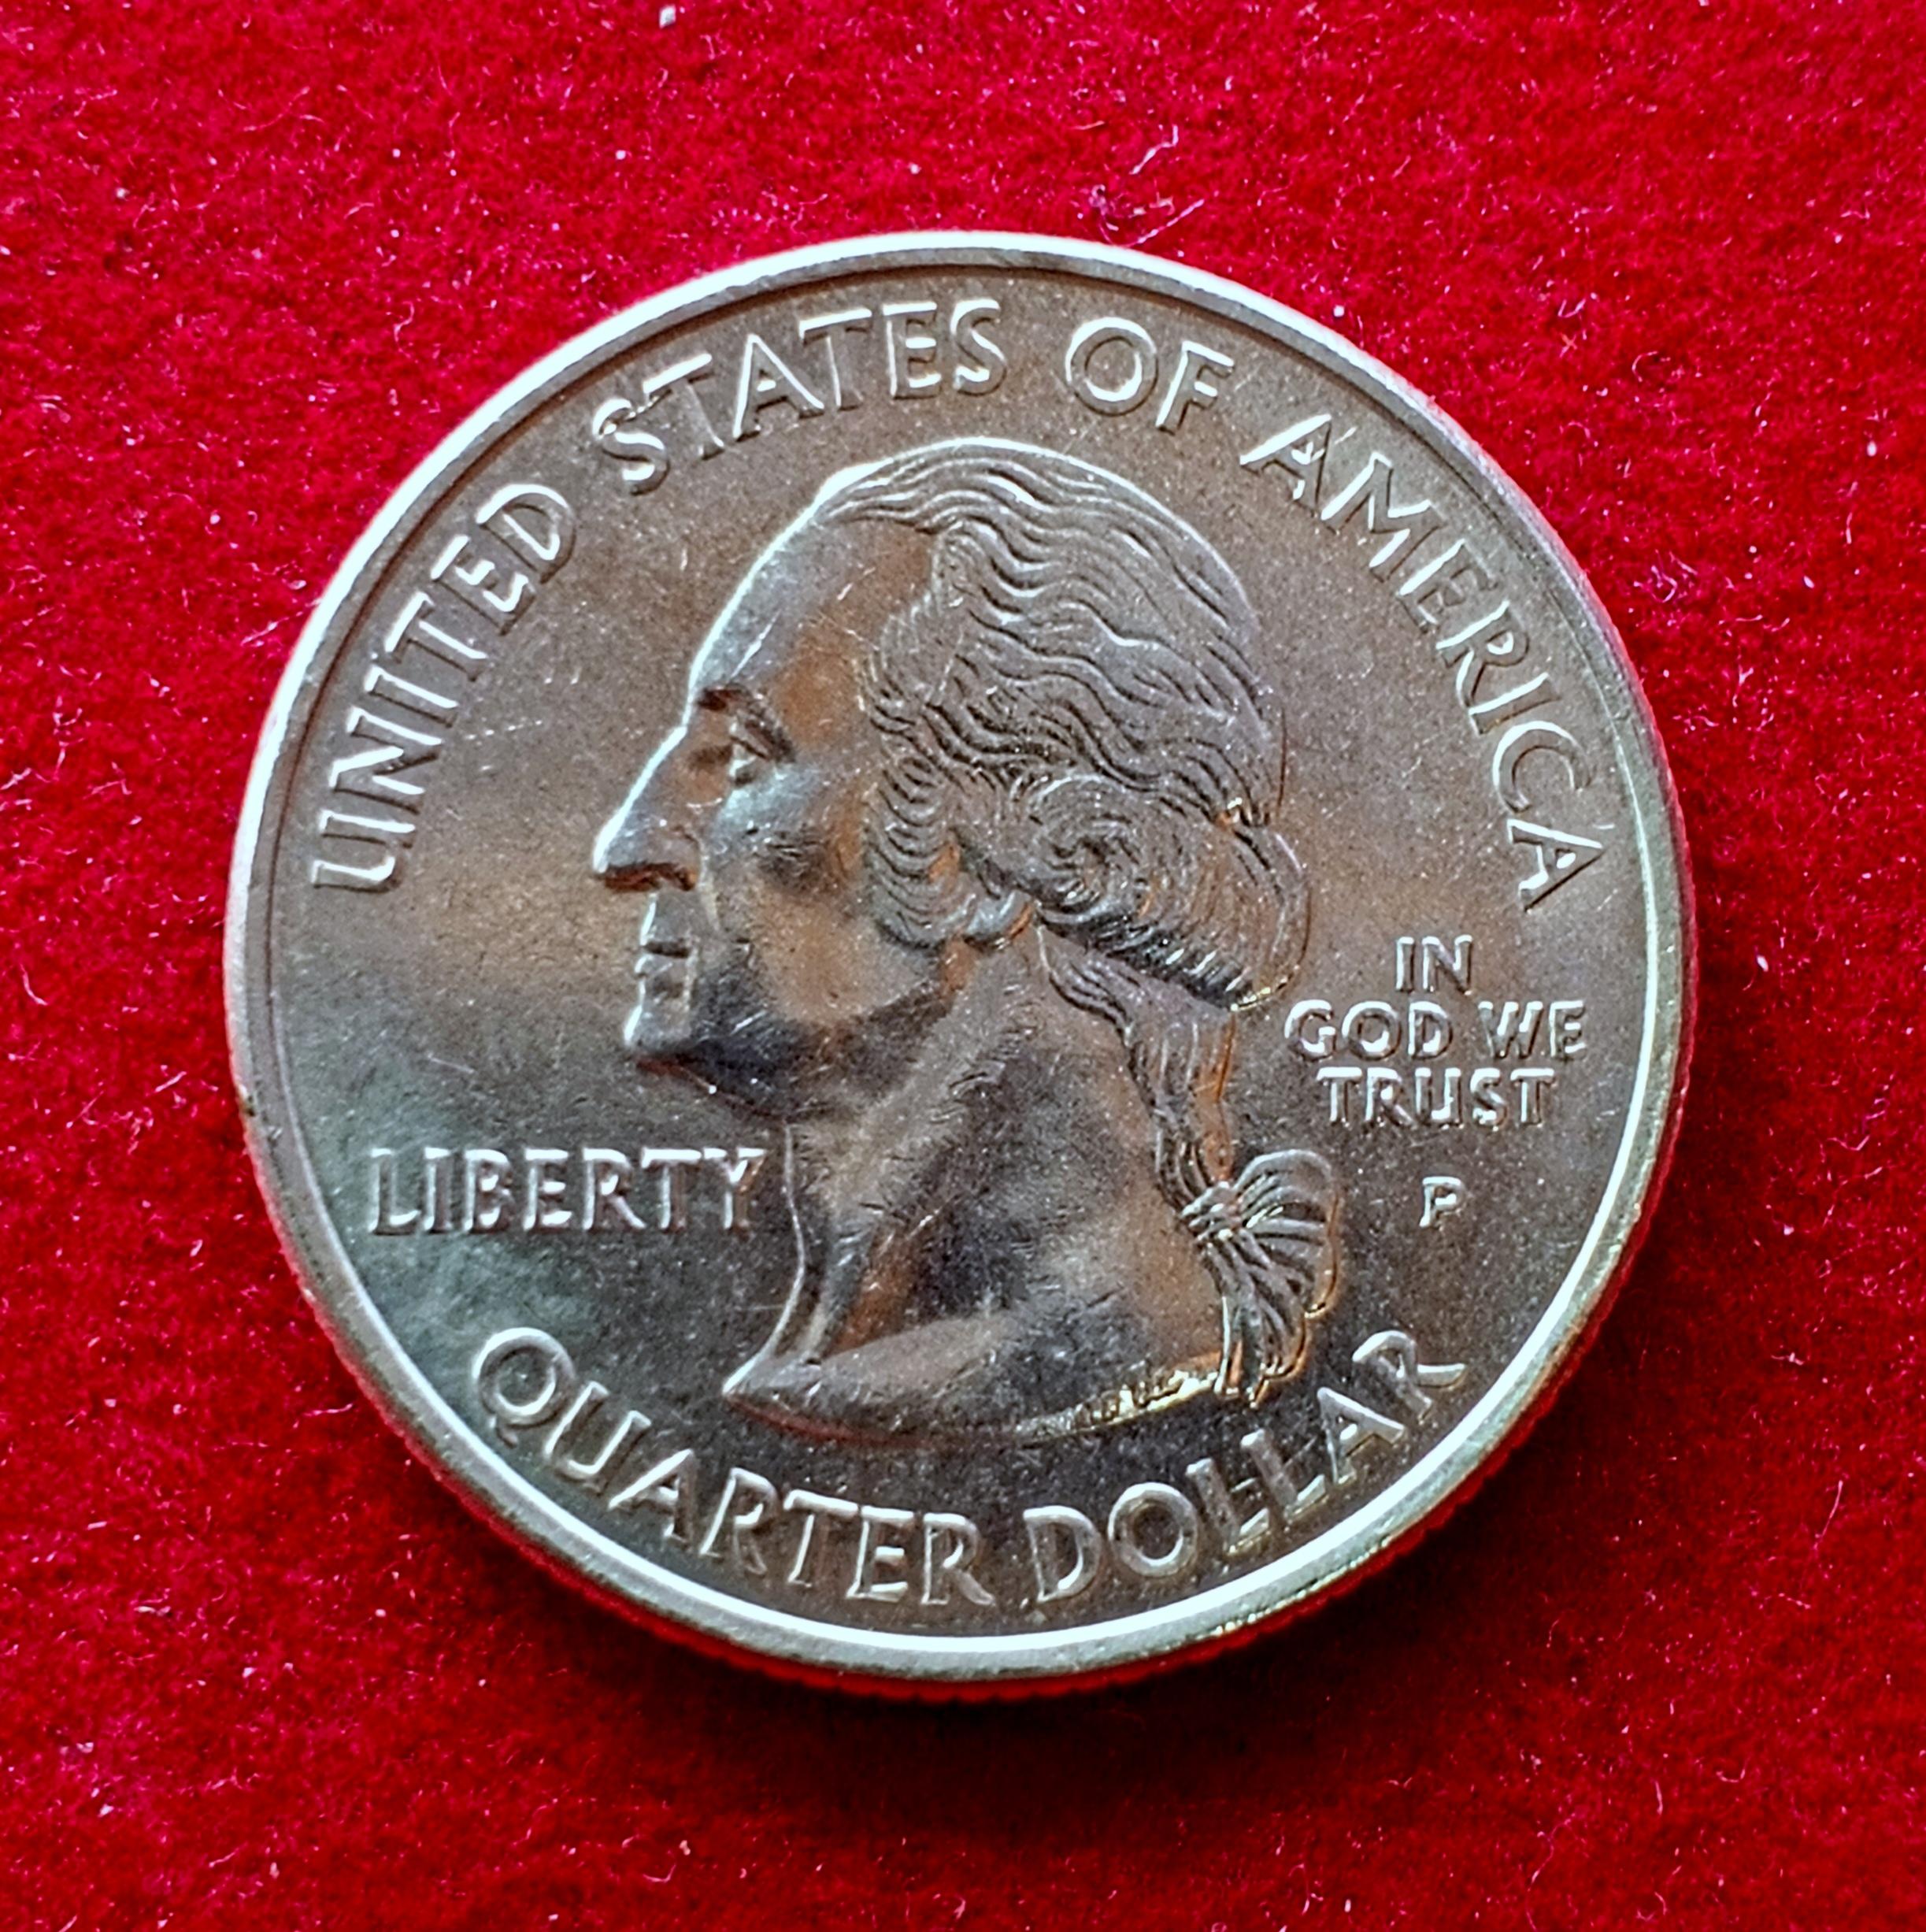 UNITED STATES OF AMERICA
IN
GOD WE
TRUST
LIBERTY
P
QUARTER DOLLAR